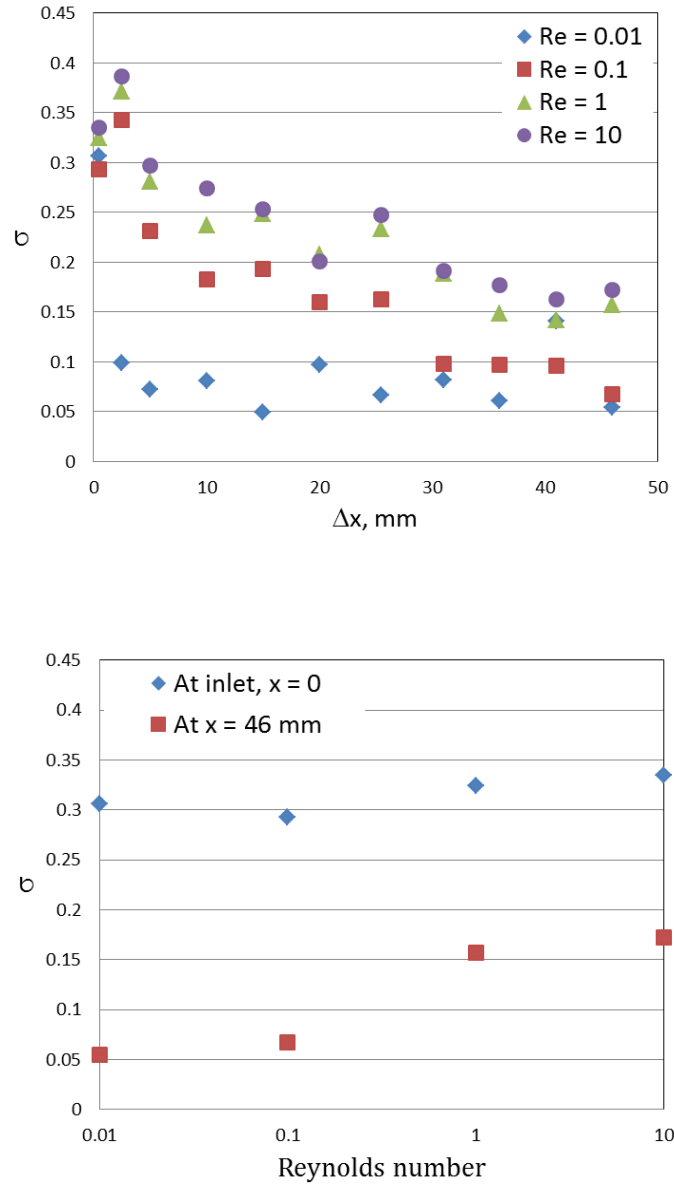 0.45
0.4
0.35
0.3
0.25
0.2
0.15
0.1
0.05
0
σ
Re = 0.01
Re = 0.1
Re = 1
Re = 10
0 10 20 30 40 50
Δx, mm
0.45
0.4
0.35
0.3
0.25
0.2
0.15
0.1
0.05
0
σ
At inlet, x = 0
At x = 46 mm
0.01 0.1 1 10
Reynolds number